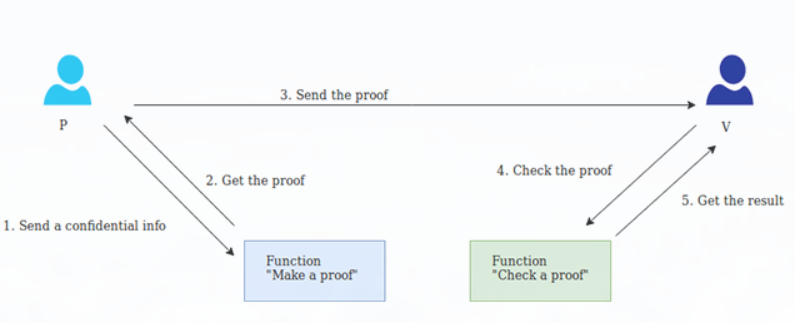 3. Send the proof
P
V
4. Check the proof
2. Get the proof
5. Get the result
1. Send a confidential info
Function
"Make a proof"
Function
"Check a proof"